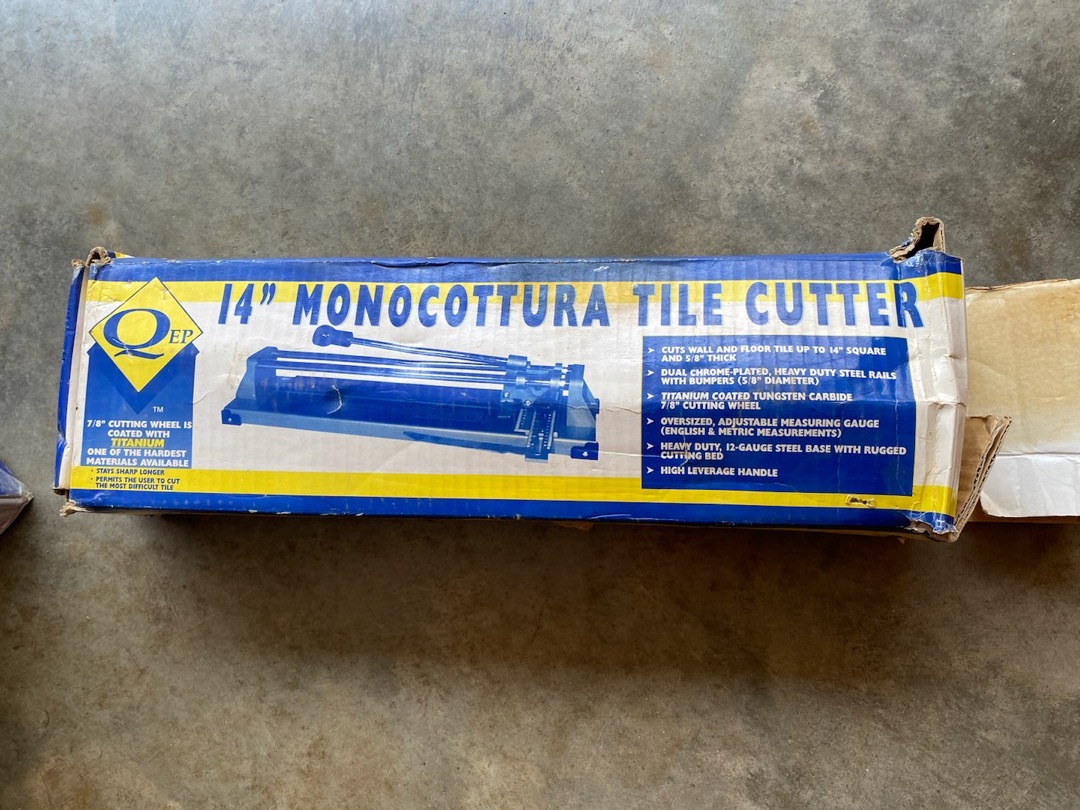 14" MONOCOTTURA TILE CUTTER
QEP
TM
7/8" CUTTING WHEEL IS
COATED WITH
TITANIUM
ONE OF THE HARDEST
MATERIALS AVAILABLE
• STAYS SHARP LONGER
• PERMITS THE USER TO CUT
THE MOST DIFFICULT TILE
➤ CUTS WALL AND FLOOR TILE UP TO 14" SQUARE
AND 5/8" THICK
➤ DUAL CHROME-PLATED, HEAVY DUTY STEEL RAILS
WITH BUMPERS (5/8" DIAMETER)
➤ TITANIUM COATED TUNGSTEN CARBIDE
7/8" CUTTING WHEEL
➤ OVERSIZED, ADJUSTABLE MEASURING GAUGE
(ENGLISH & METRIC MEASUREMENTS)
➤ HEAVY DUTY, 12-GAUGE STEEL BASE WITH RUGGED
CUTTING BED
➤ HIGH LEVERAGE HANDLE